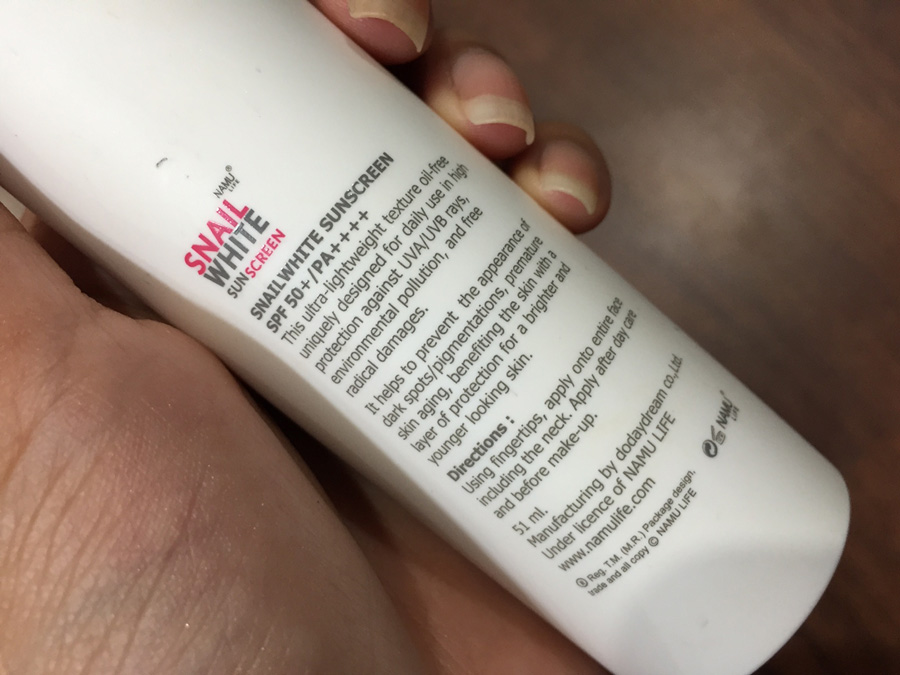 NAMU®
LIFE
SNAIL
WHITE
SUNSCREEN
SNAILWHITE SUNSCREEN
SPF 50+/PA++++
This ultra-lightweight texture oil-free
uniquely designed for daily use in high
protection against UVA/UVB rays,
environmental pollution, and free
radical damages.
It helps to prevent the appearance of
dark spots/pigmentations, premature
skin aging, benefiting the skin with a
layer of protection for a brighter and
younger looking skin.
Directions :
Using fingertips, apply onto entire face
including the neck. Apply after day care
and before make-up.
51 ml.
Manufacturing by dodaydream co.,Ltd.
Under licence of NAMU LIFE
www.namulife.com
Reg. T.M. (M.R.) Package design,
trade and all copy © NAMU LIFE
NAMU
LIFE